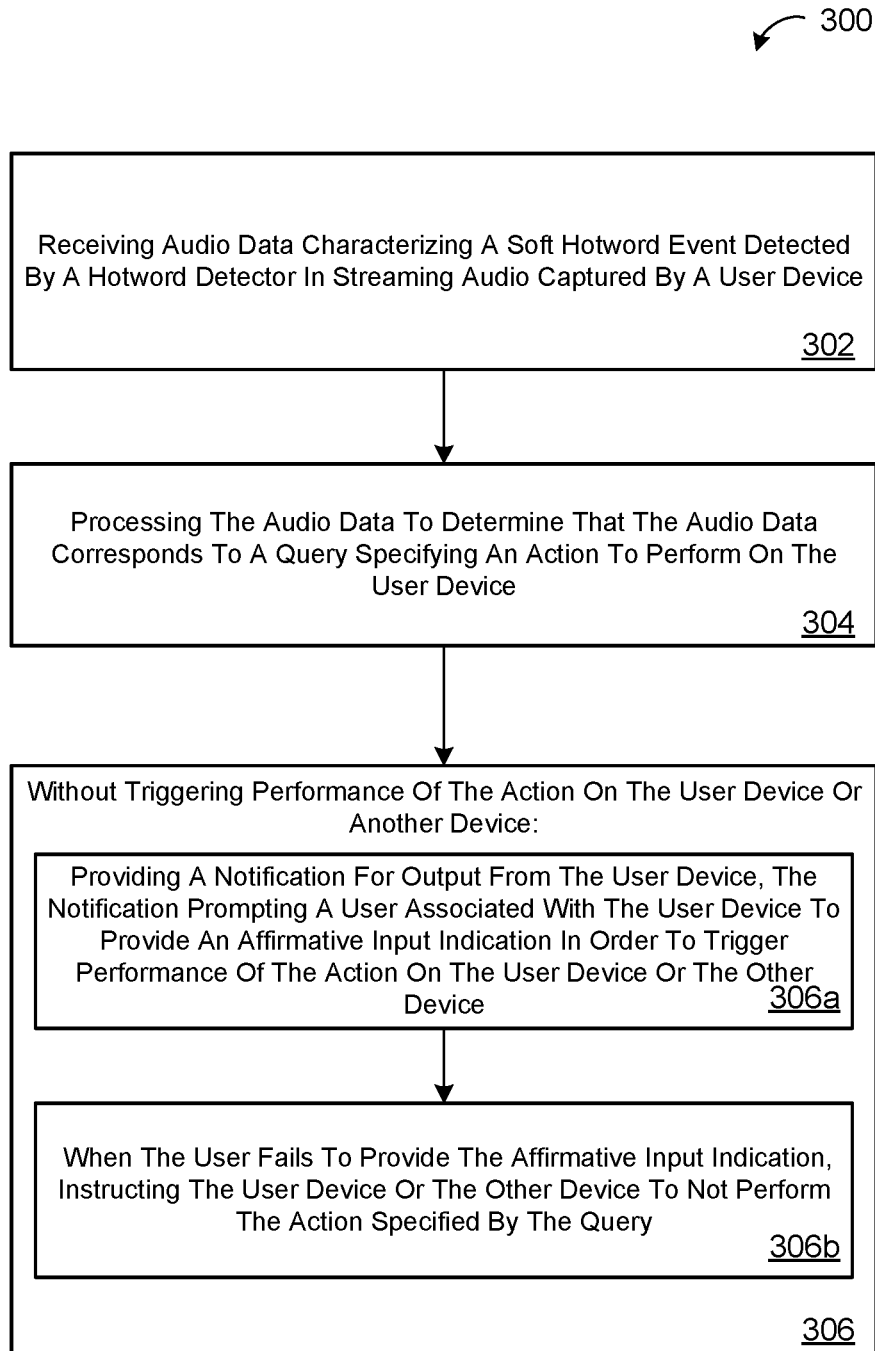 300
Receiving Audio Data Characterizing A Soft Hotword Event Detected
By A Hotword Detector In Streaming Audio Captured By A User Device
302
Processing The Audio Data To Determine That The Audio Data
Corresponds To A Query Specifying An Action To Perform On The
User Device
304
Without Triggering Performance Of The Action On The User Device Or
Another Device:
Providing A Notification For Output From The User Device, The
Notification Prompting A User Associated With The User Device To
Provide An Affirmative Input Indication In Order To Trigger
Performance Of The Action On The User Device Or The Other
Device
306a
When The User Fails To Provide The Affirmative Input Indication,
Instructing The User Device Or The Other Device To Not Perform
The Action Specified By The Query
306b
306